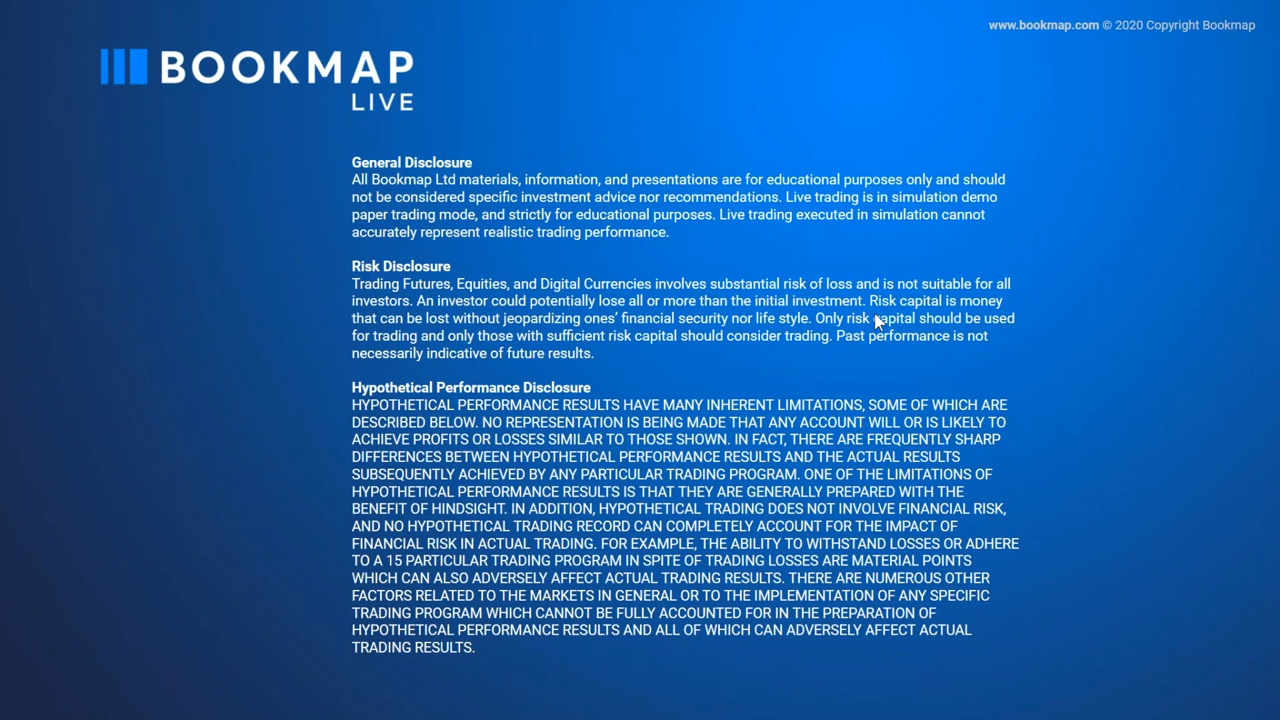 www.bookmap.com © 2020 Copyright Bookmap
BOOKMAP
LIVE
General Disclosure
All Bookmap Ltd materials, information, and presentations are for educational purposes only and should
not be considered specific investment advice nor recommendations. Live trading is in simulation demo
paper trading mode, and strictly for educational purposes. Live trading executed in simulation cannot
accurately represent realistic trading performance.
Risk Disclosure
Trading Futures, Equities, and Digital Currencies involves substantial risk of loss and is not suitable for all
investors. An investor could potentially lose all or more than the initial investment. Risk capital is money
that can be lost without jeopardizing ones’ financial security nor life style. Only risk capital should be used
for trading and only those with sufficient risk capital should consider trading. Past performance is not
necessarily indicative of future results.
Hypothetical Performance Disclosure
HYPOTHETICAL PERFORMANCE RESULTS HAVE MANY INHERENT LIMITATIONS, SOME OF WHICH ARE
DESCRIBED BELOW. NO REPRESENTATION IS BEING MADE THAT ANY ACCOUNT WILL OR IS LIKELY TO
ACHIEVE PROFITS OR LOSSES SIMILAR TO THOSE SHOWN. IN FACT, THERE ARE FREQUENTLY SHARP
DIFFERENCES BETWEEN HYPOTHETICAL PERFORMANCE RESULTS AND THE ACTUAL RESULTS
SUBSEQUENTLY ACHIEVED BY ANY PARTICULAR TRADING PROGRAM. ONE OF THE LIMITATIONS OF
HYPOTHETICAL PERFORMANCE RESULTS IS THAT THEY ARE GENERALLY PREPARED WITH THE
BENEFIT OF HINDSIGHT. IN ADDITION, HYPOTHETICAL TRADING DOES NOT INVOLVE FINANCIAL RISK,
AND NO HYPOTHETICAL TRADING RECORD CAN COMPLETELY ACCOUNT FOR THE IMPACT OF
FINANCIAL RISK IN ACTUAL TRADING. FOR EXAMPLE, THE ABILITY TO WITHSTAND LOSSES OR ADHERE
TO A 15 PARTICULAR TRADING PROGRAM IN SPITE OF TRADING LOSSES ARE MATERIAL POINTS
WHICH CAN ALSO ADVERSELY AFFECT ACTUAL TRADING RESULTS. THERE ARE NUMEROUS OTHER
FACTORS RELATED TO THE MARKETS IN GENERAL OR TO THE IMPLEMENTATION OF ANY SPECIFIC
TRADING PROGRAM WHICH CANNOT BE FULLY ACCOUNTED FOR IN THE PREPARATION OF
HYPOTHETICAL PERFORMANCE RESULTS AND ALL OF WHICH CAN ADVERSELY AFFECT ACTUAL
TRADING RESULTS.